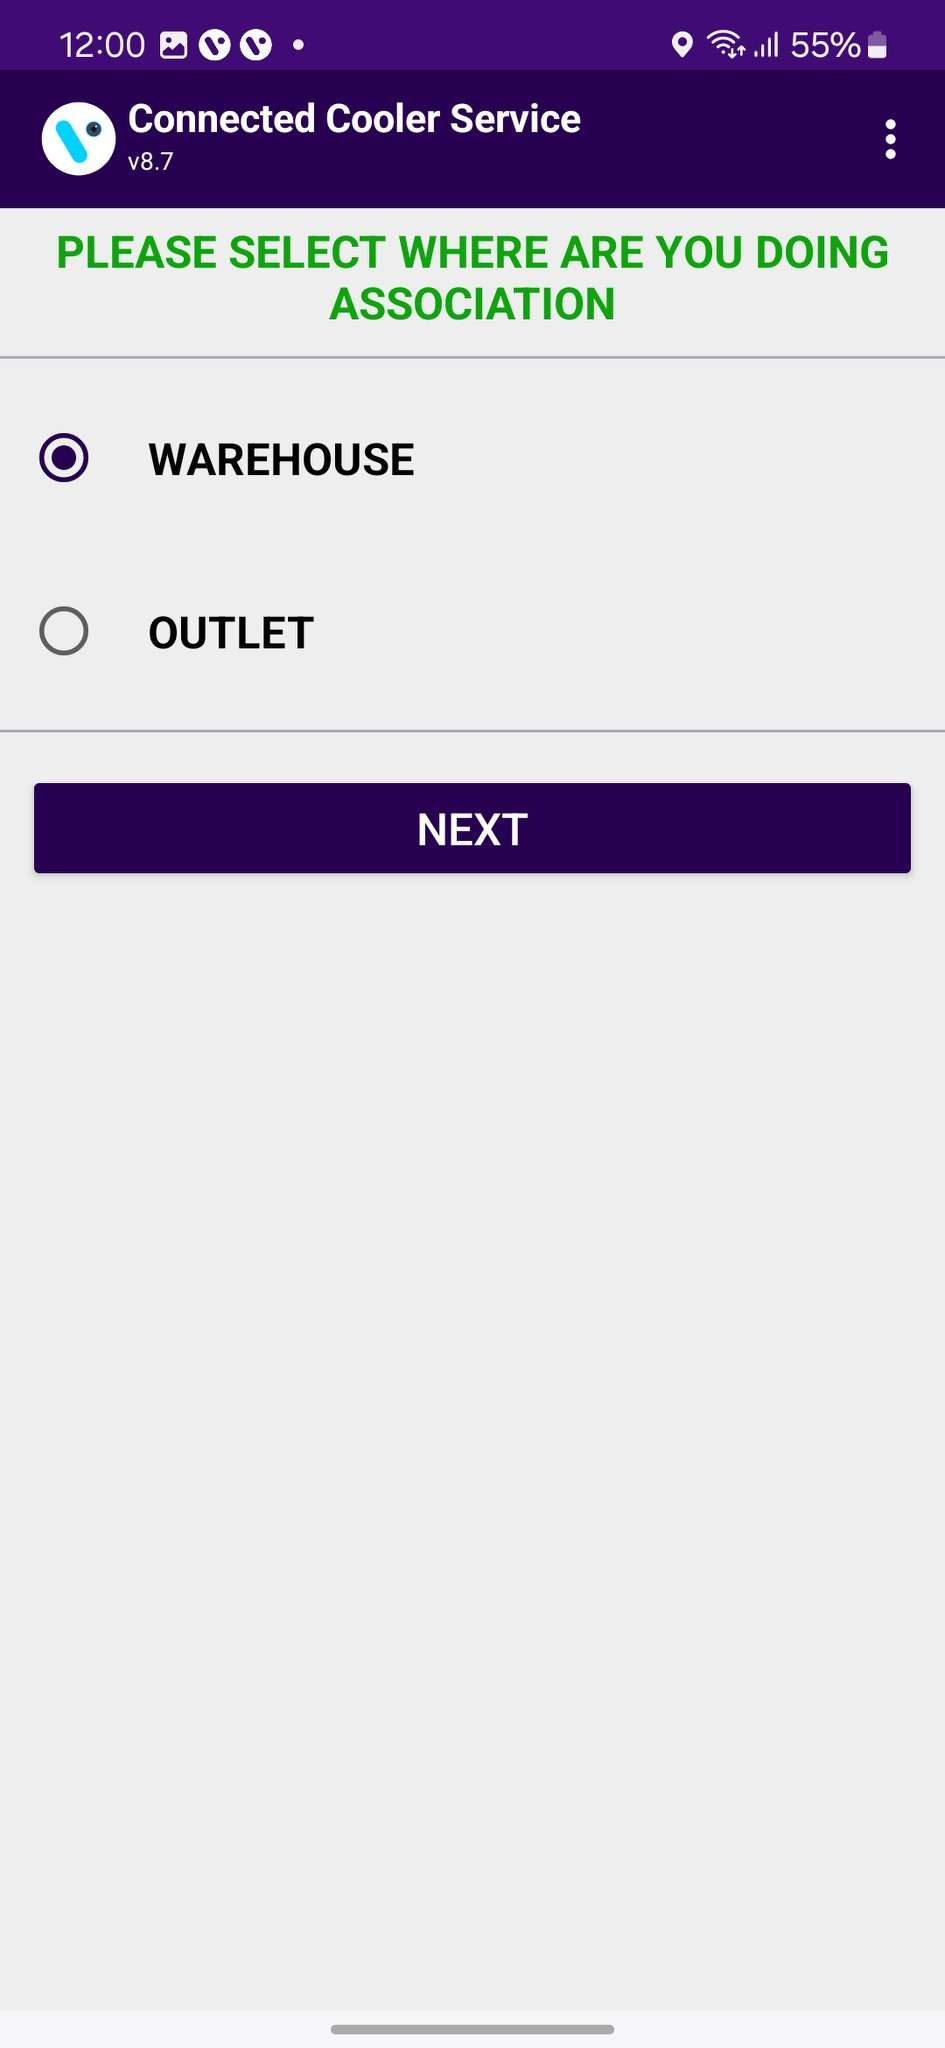 12:00
55%
Connected Cooler Service
v8.7
PLEASE SELECT WHERE ARE YOU DOING
ASSOCIATION
WAREHOUSE
OUTLET
NEXT